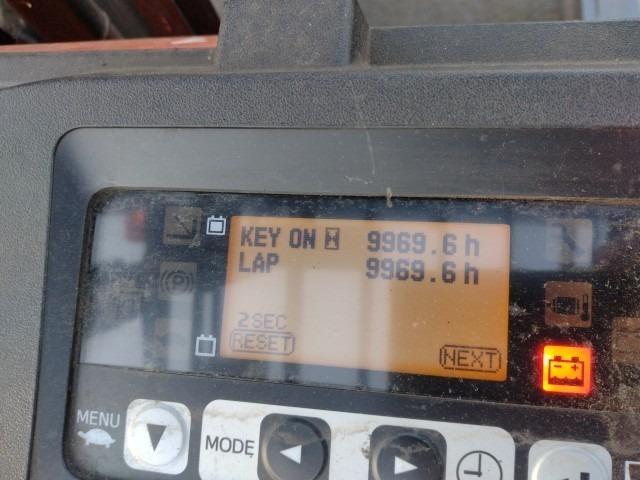 KEY ON 9969.6 h
LAP 9969.6 h
2SEC
RESET
NEXT
MENU
MODE